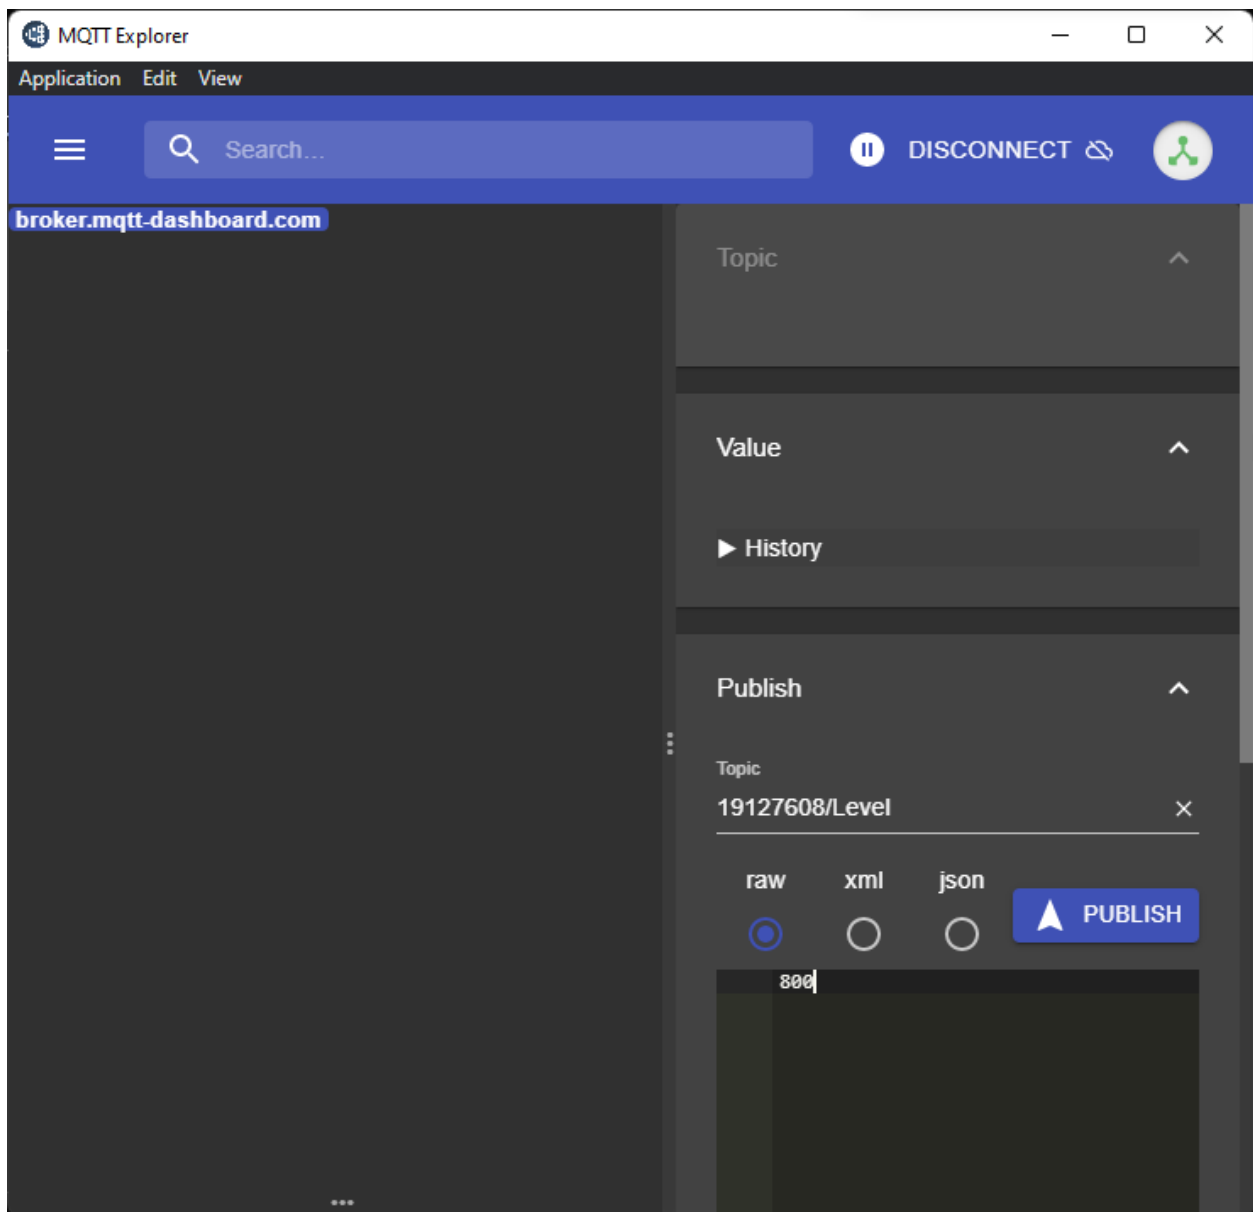 MQTT Explorer
Application Edit View
Search...
DISCONNECT
broker.mqtt-dashboard.com
Topic
Value
History
Publish
Topic
19127608/Level
raw xml json
PUBLISH
800